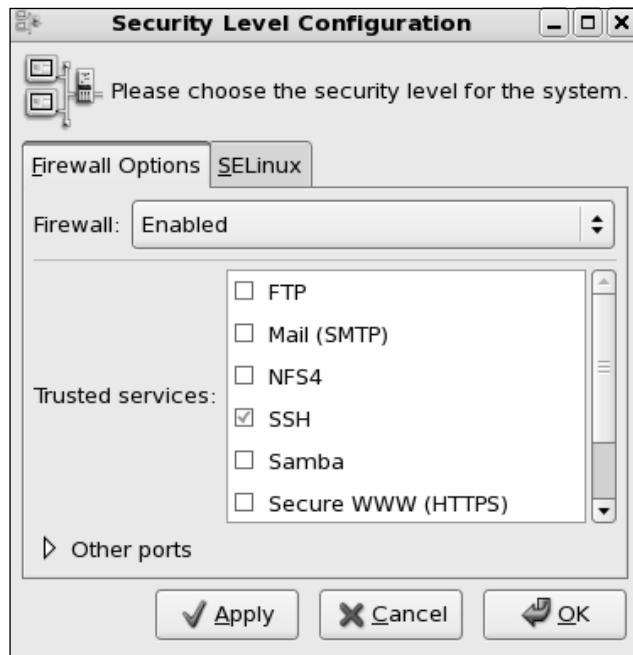 Security Level Configuration
Please choose the security level for the system.
Firewall Options
SELinux
Firewall: Enabled
Trusted services:
FTP
Mail (SMTP)
NFS4
SSH
Samba
Secure WWW (HTTPS)
Other ports
Apply
Cancel
OK